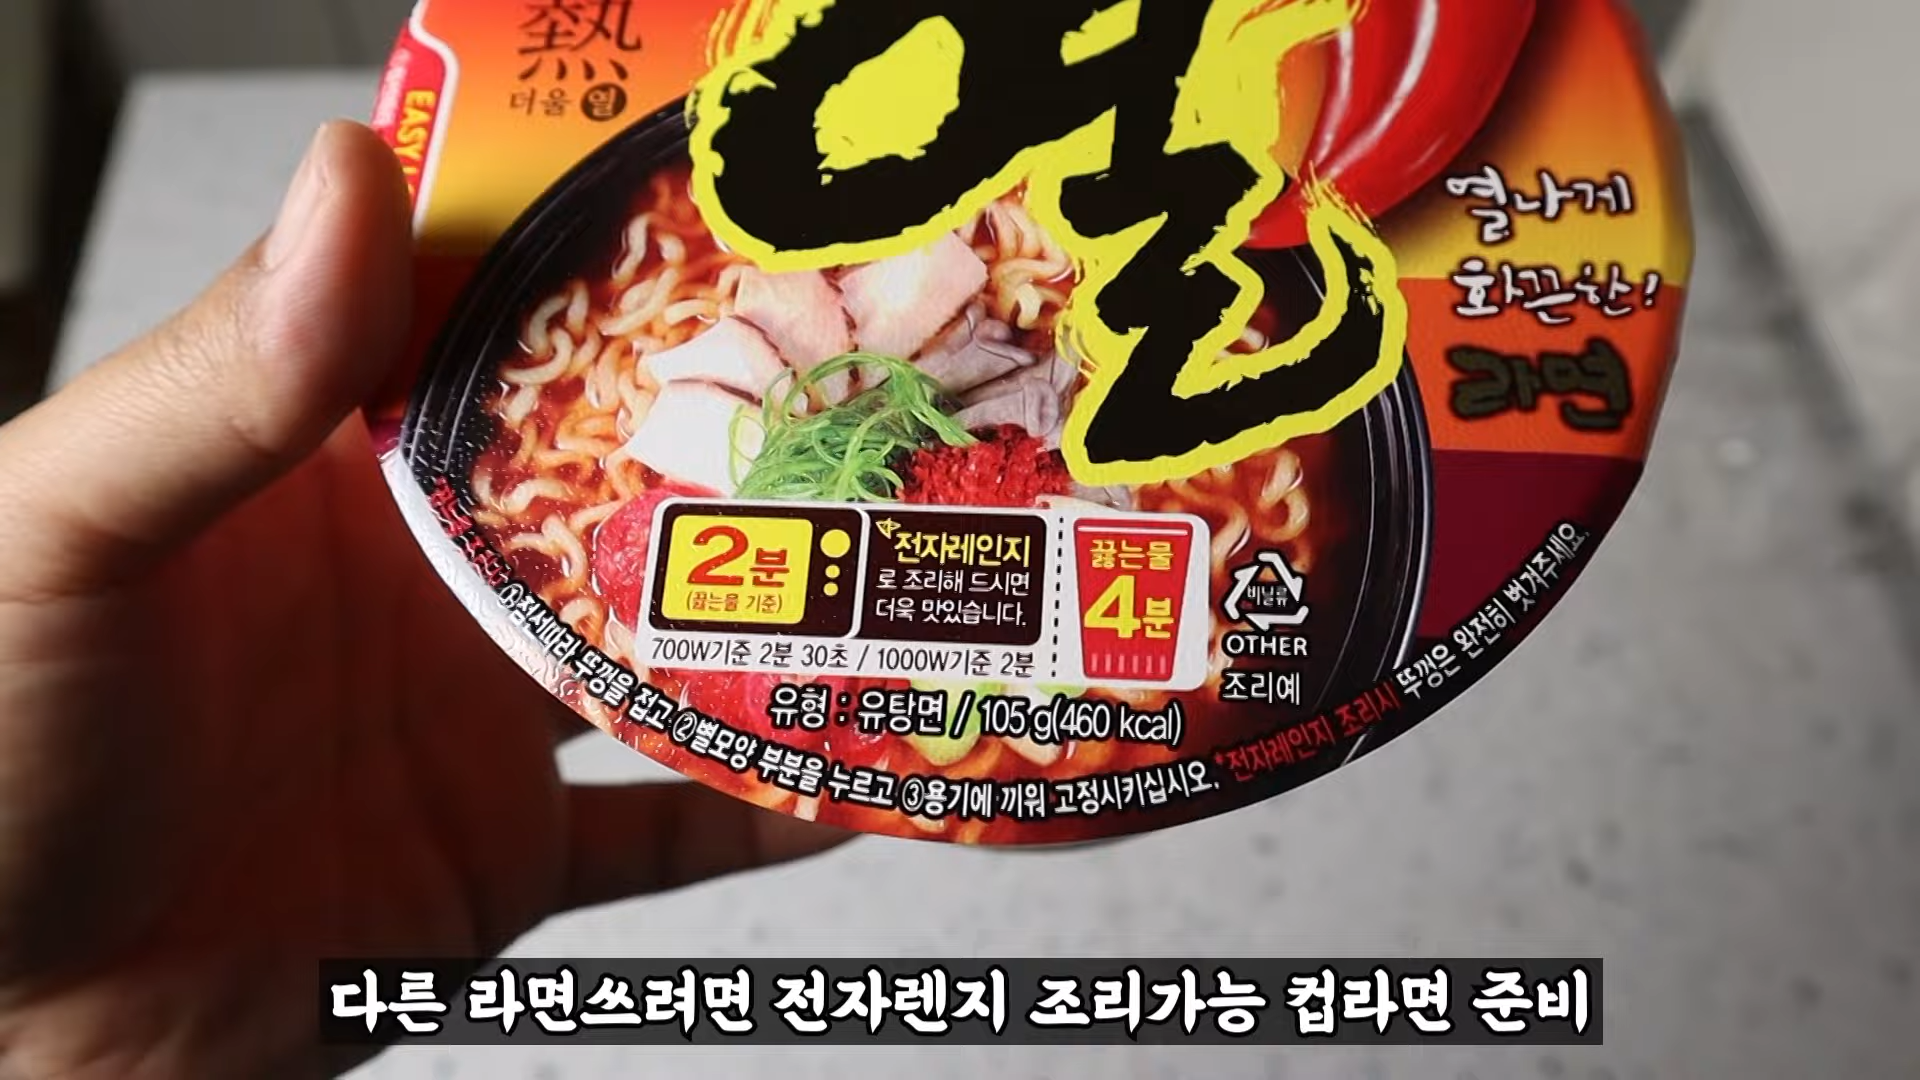 熱
더울 열
EASY
열
열나게
화끈한!
라면
2분
(끓는물 기준)
전자레인지
로 조리해 드시면
더욱 맛있습니다.
끓는물
4분
700W기준 2분 30초 / 1000W기준 2분
비닐류
OTHER
조리예
유형 : 유탕면 / 105 g(460 kcal)
①점선따라 뚜껑을 접고 ②별모양 부분을 누르고 ③용기에 끼워 고정시키십시오. *전자레인지 조리시 뚜껑은 완전히 벗겨주세요.
다른 라면쓰려면 전자렌지 조리가능 컵라면 준비